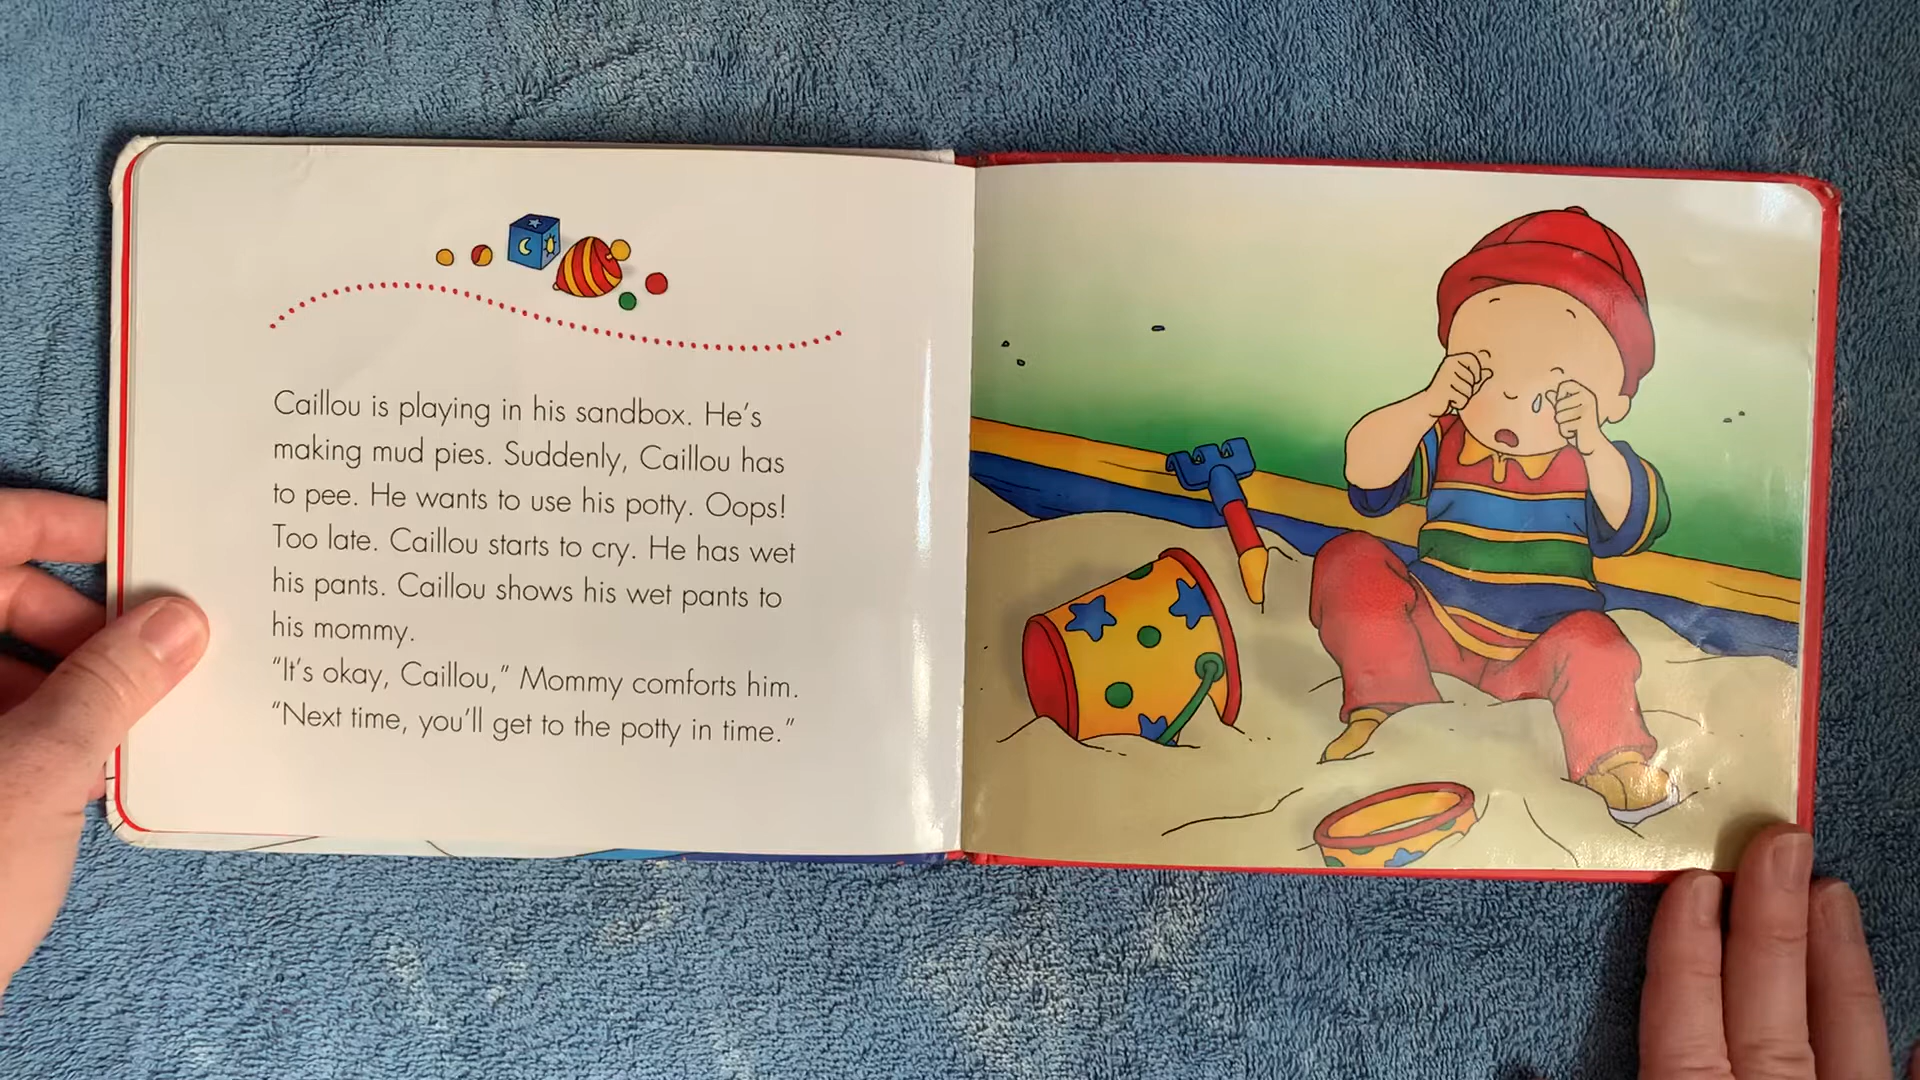 Caillou is playing in his sandbox. He's
making mud pies. Suddenly, Caillou has
to pee. He wants to use his potty. Oops!
Too late. Caillou starts to cry. He has wet
his pants. Caillou shows his wet pants to
his mommy.
“It's okay, Caillou,” Mommy comforts him.
“Next time, you'll get to the potty in time.”